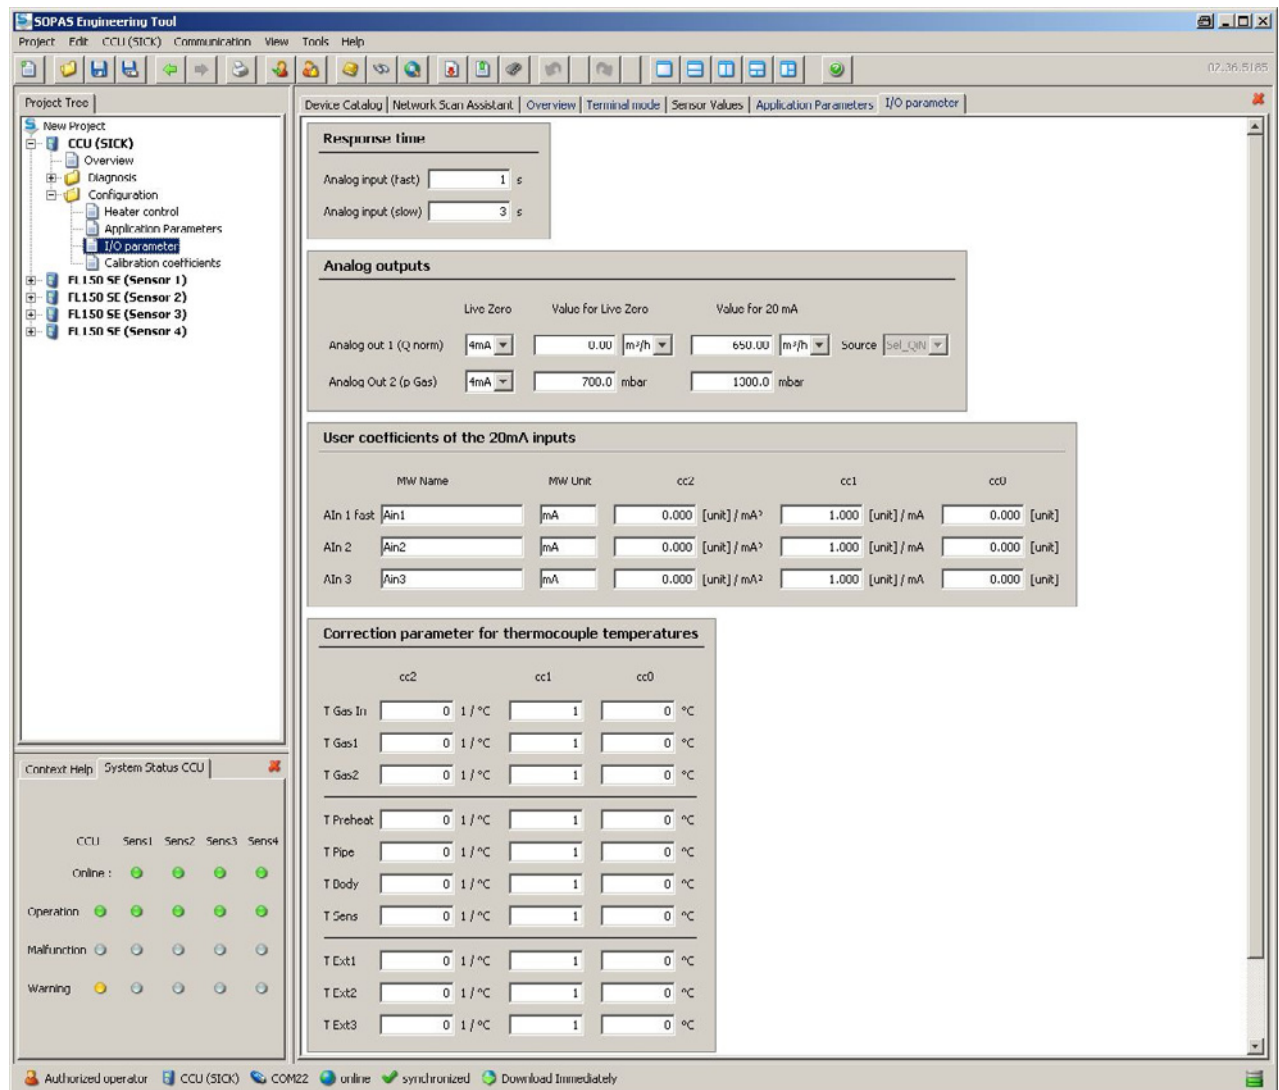 SOPAS Engineering Tool
Project Edit CCU (SICK) Communication View Tools Help
02.36.5185
Project Tree
Device Catalog Network Scan Assistant Overview Terminal mode Sensor Values Application Parameters I/O parameter
New Project
CCU (SICK)
Overview
Diagnosis
Configuration
Heater control
Application Parameters
I/O parameter
Calibration coefficients
FL150 SE (Sensor 1)
FL150 SE (Sensor 2)
FL150 SE (Sensor 3)
FL150 SE (Sensor 4)
Response time
Analog input (fast) 1 s
Analog input (slow) 3 s
Analog outputs
Live Zero Value for Live Zero Value for 20 mA
Analog out 1 (Q norm) 4mA 0.00 m³/h 650.00 m³/h Source Sel_QIN
Analog Out 2 (p Gas) 4mA 700.0 mbar 1300.0 mbar
User coefficients of the 20mA inputs
MW Name MW Unit cc2 cc1 cc0
AIn 1 fast Ain1 mA 0.000 [unit] / mA² 1.000 [unit] / mA 0.000 [unit]
AIn 2 Ain2 mA 0.000 [unit] / mA² 1.000 [unit] / mA 0.000 [unit]
AIn 3 Ain3 mA 0.000 [unit] / mA² 1.000 [unit] / mA 0.000 [unit]
Correction parameter for thermocouple temperatures
cc2 cc1 cc0
T Gas In 0 1 / °C 1 0 °C
T Gas1 0 1 / °C 1 0 °C
T Gas2 0 1 / °C 1 0 °C
T Preheat 0 1 / °C 1 0 °C
T Pipe 0 1 / °C 1 0 °C
T Body 0 1 / °C 1 0 °C
T Sens 0 1 / °C 1 0 °C
T Ext1 0 1 / °C 1 0 °C
T Ext2 0 1 / °C 1 0 °C
T Ext3 0 1 / °C 1 0 °C
Context Help System Status CCU
CCU Sens1 Sens2 Sens3 Sens4
Online :
Operation
Malfunction
Warning
Authorized operator CCU (SICK) COM22 online synchronized Download Immediately